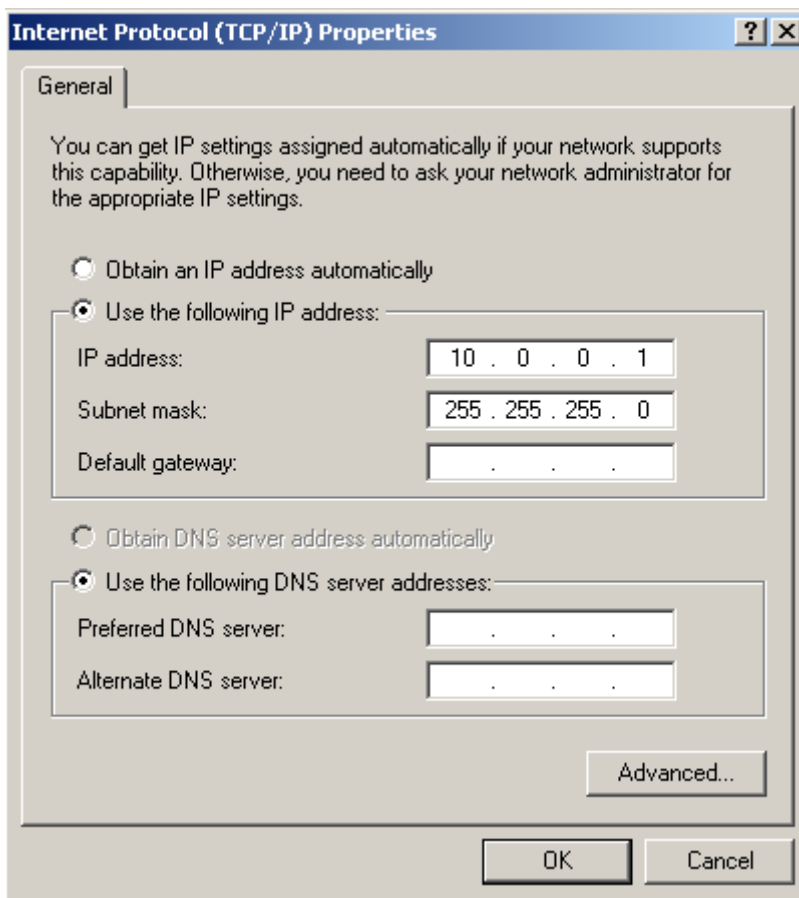 Internet Protocol (TCP/IP) Properties ? X
General
You can get IP settings assigned automatically if your network supports
this capability. Otherwise, you need to ask your network administrator for
the appropriate IP settings.
Obtain an IP address automatically
Use the following IP address:
IP address: 10 . 0 . 0 . 1
Subnet mask: 255 . 255 . 255 . 0
Default gateway: . . .
Obtain DNS server address automatically
Use the following DNS server addresses:
Preferred DNS server: . . .
Alternate DNS server: . . .
Advanced...
OK Cancel